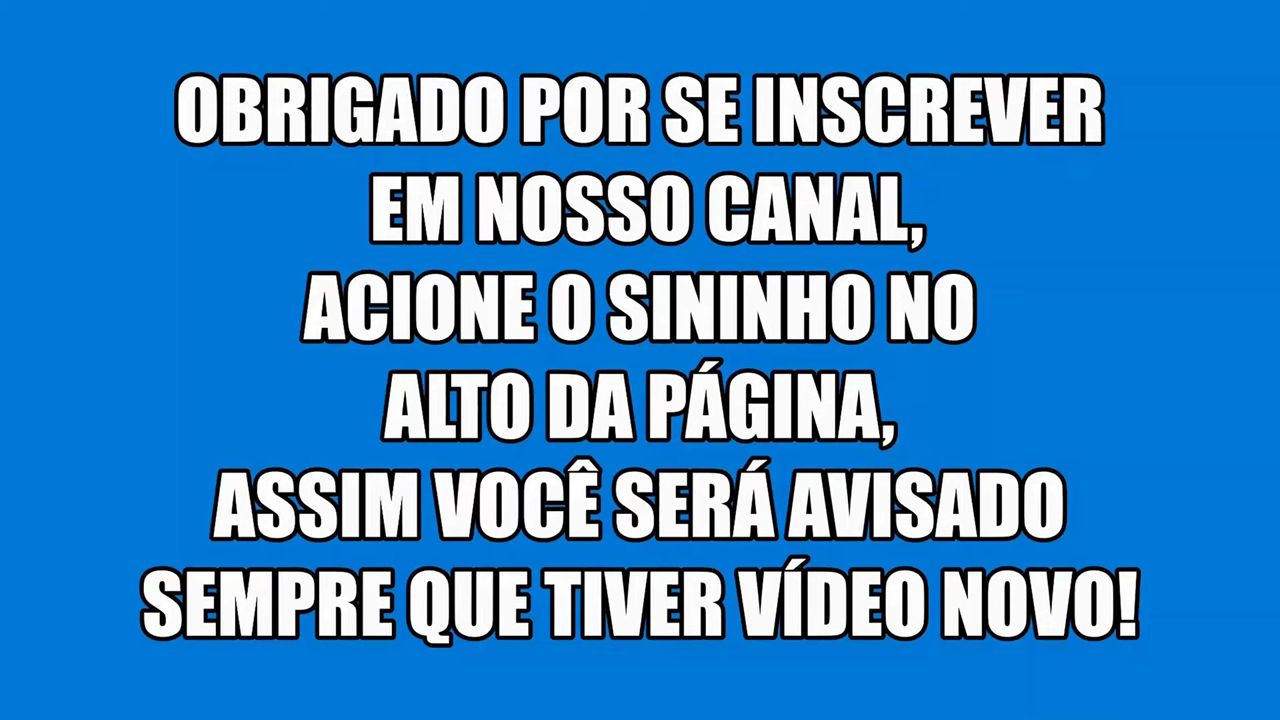 OBRIGADO POR SE INSCREVER
EM NOSSO CANAL,
ACIONE O SININHO NO
ALTO DA PÁGINA,
ASSIM VOCÊ SERÁ AVISADO
SEMPRE QUE TIVER VÍDEO NOVO!